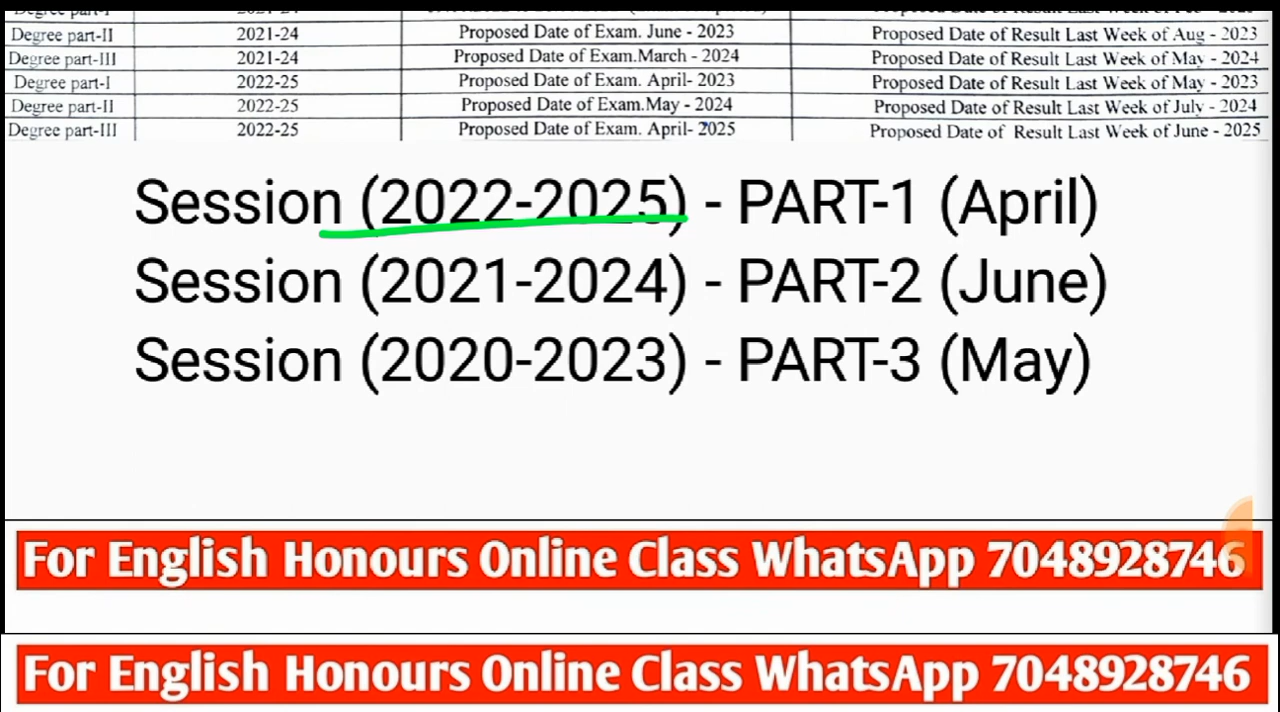 Degree part-I 2021-24
Degree part-II 2021-24 Proposed Date of Exam. June - 2023 Proposed Date of Result Last Week of Aug - 2023
Degree part-III 2021-24 Proposed Date of Exam.March - 2024 Proposed Date of Result Last Week of May - 2024
Degree part-I 2022-25 Proposed Date of Exam. April- 2023 Proposed Date of Result Last Week of May - 2023
Degree part-II 2022-25 Proposed Date of Exam.May - 2024 Proposed Date of Result Last Week of July - 2024
Degree part-III 2022-25 Proposed Date of Exam. April- 2025 Proposed Date of Result Last Week of June - 2025
Session (2022-2025) - PART-1 (April)
Session (2021-2024) - PART-2 (June)
Session (2020-2023) - PART-3 (May)
For English Honours Online Class WhatsApp 7048928746
For English Honours Online Class WhatsApp 7048928746